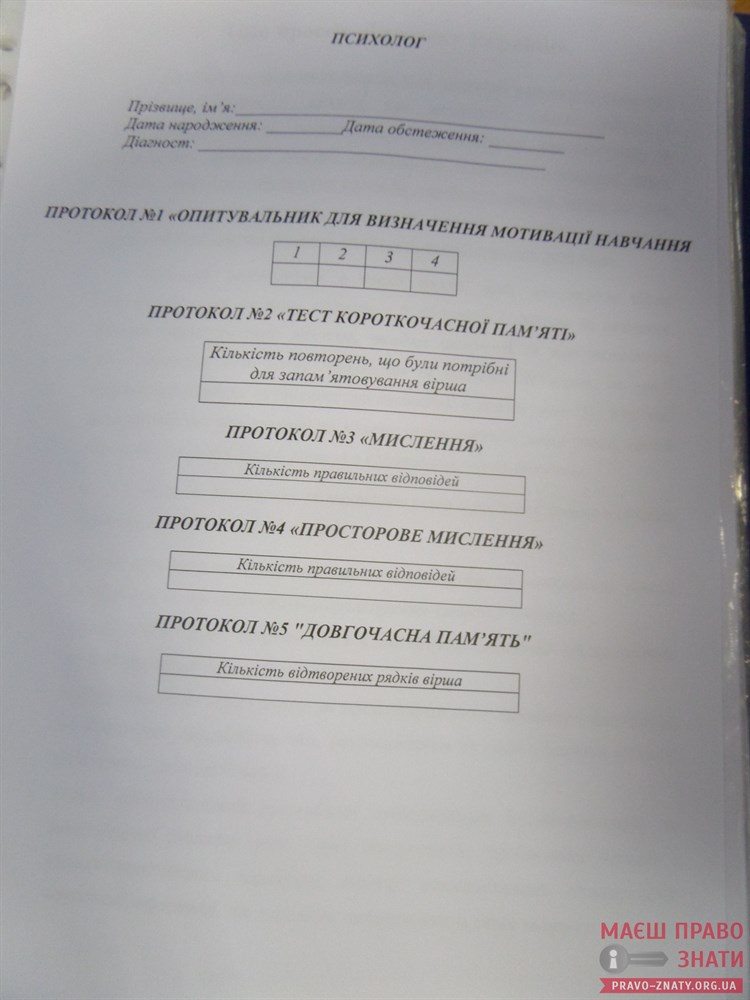 ПСИХОЛОГ
Прізвище, ім’я:
Дата народження: Дата обстеження:
Діагност:
ПРОТОКОЛ №1 «ОПИТУВАЛЬНИК ДЛЯ ВИЗНАЧЕННЯ МОТИВАЦІЇ НАВЧАННЯ
1 2 3 4
ПРОТОКОЛ №2 «ТЕСТ КОРОТКОЧАСНОЇ ПАМ’ЯТІ»
Кількість повторень, що були потрібні
для запам’ятовування вірша
ПРОТОКОЛ №3 «МИСЛЕННЯ»
Кількість правильних відповідей
ПРОТОКОЛ №4 «ПРОСТОРОВЕ МИСЛЕННЯ»
Кількість правильних відповідей
ПРОТОКОЛ №5 "ДОВГОЧАСНА ПАМ’ЯТЬ"
Кількість відтворених рядків вірша
МАЄШ ПРАВО
ЗНАТИ
PRAVO-ZNATY.ORG.UA